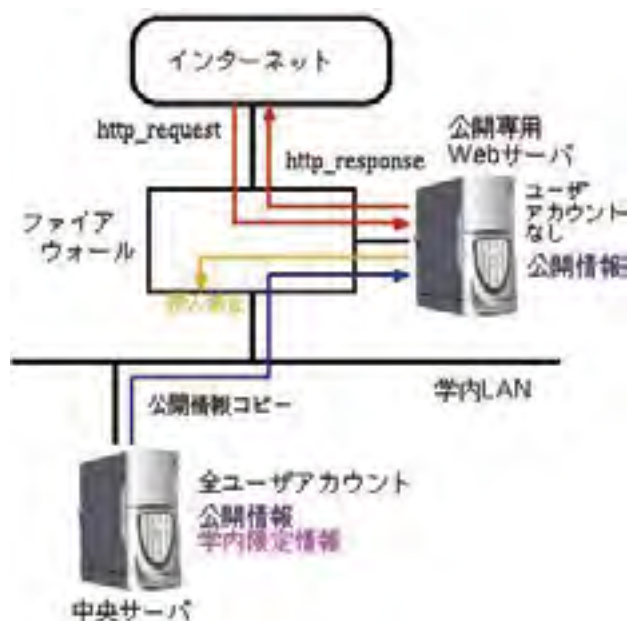 インターネット
http_request
http_response
公開専用
Webサーバ
ユーザ
アカウント
なし
公開情報
ファイア
ウォール
学内LAN
公開情報コピー
全ユーザアカウント
公開情報
学内限定情報
中央サーバ